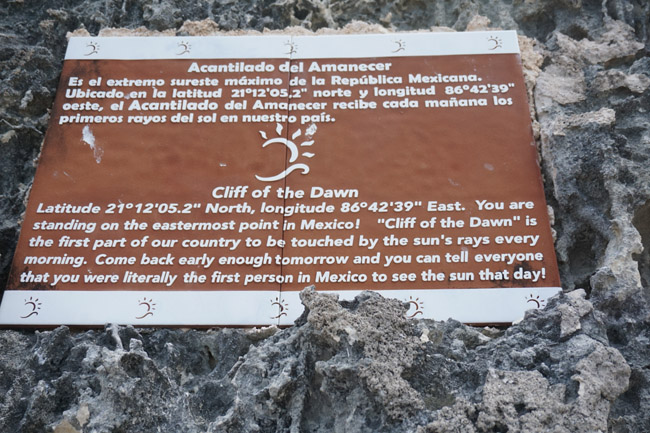 Acantilado del Amanecer
Es el extremo sureste máximo de la República Mexicana.
Ubicado en la latitud 21°12'05.2" norte y longitud 86°42'39"
oeste, el Acantilado del Amanecer recibe cada mañana los
primeros rayos del sol en nuestro país.
Cliff of the Dawn
Latitude 21°12'05.2" North, longitude 86°42'39" East. You are
standing on the easternmost point in Mexico! "Cliff of the Dawn" is
the first part of our country to be touched by the sun's rays every
morning. Come back early enough tomorrow and you can tell everyone
that you were literally the first person in Mexico to see the sun that day!